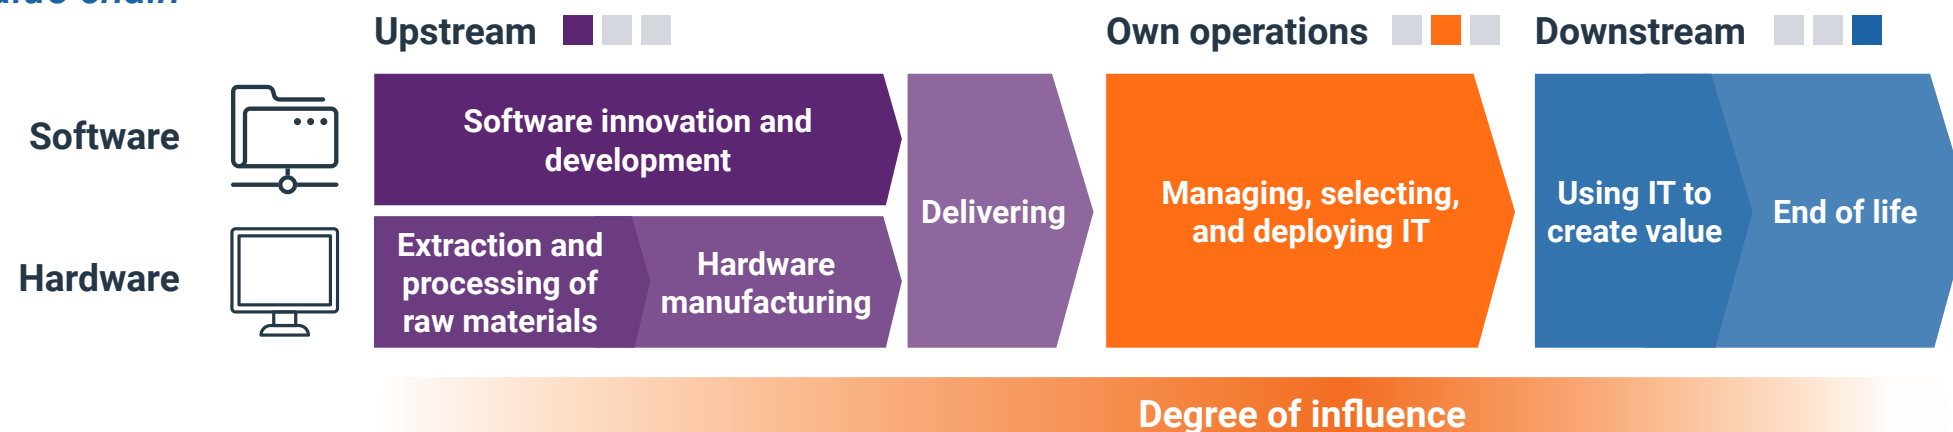 chain
Upstream
Own operations
Downstream
Software
Software innovation and
development
Hardware
Extraction and
processing of
raw materials
Hardware
manufacturing
Delivering
Managing, selecting,
and deploying IT
Using IT to
create value
End of life
Degree of influence